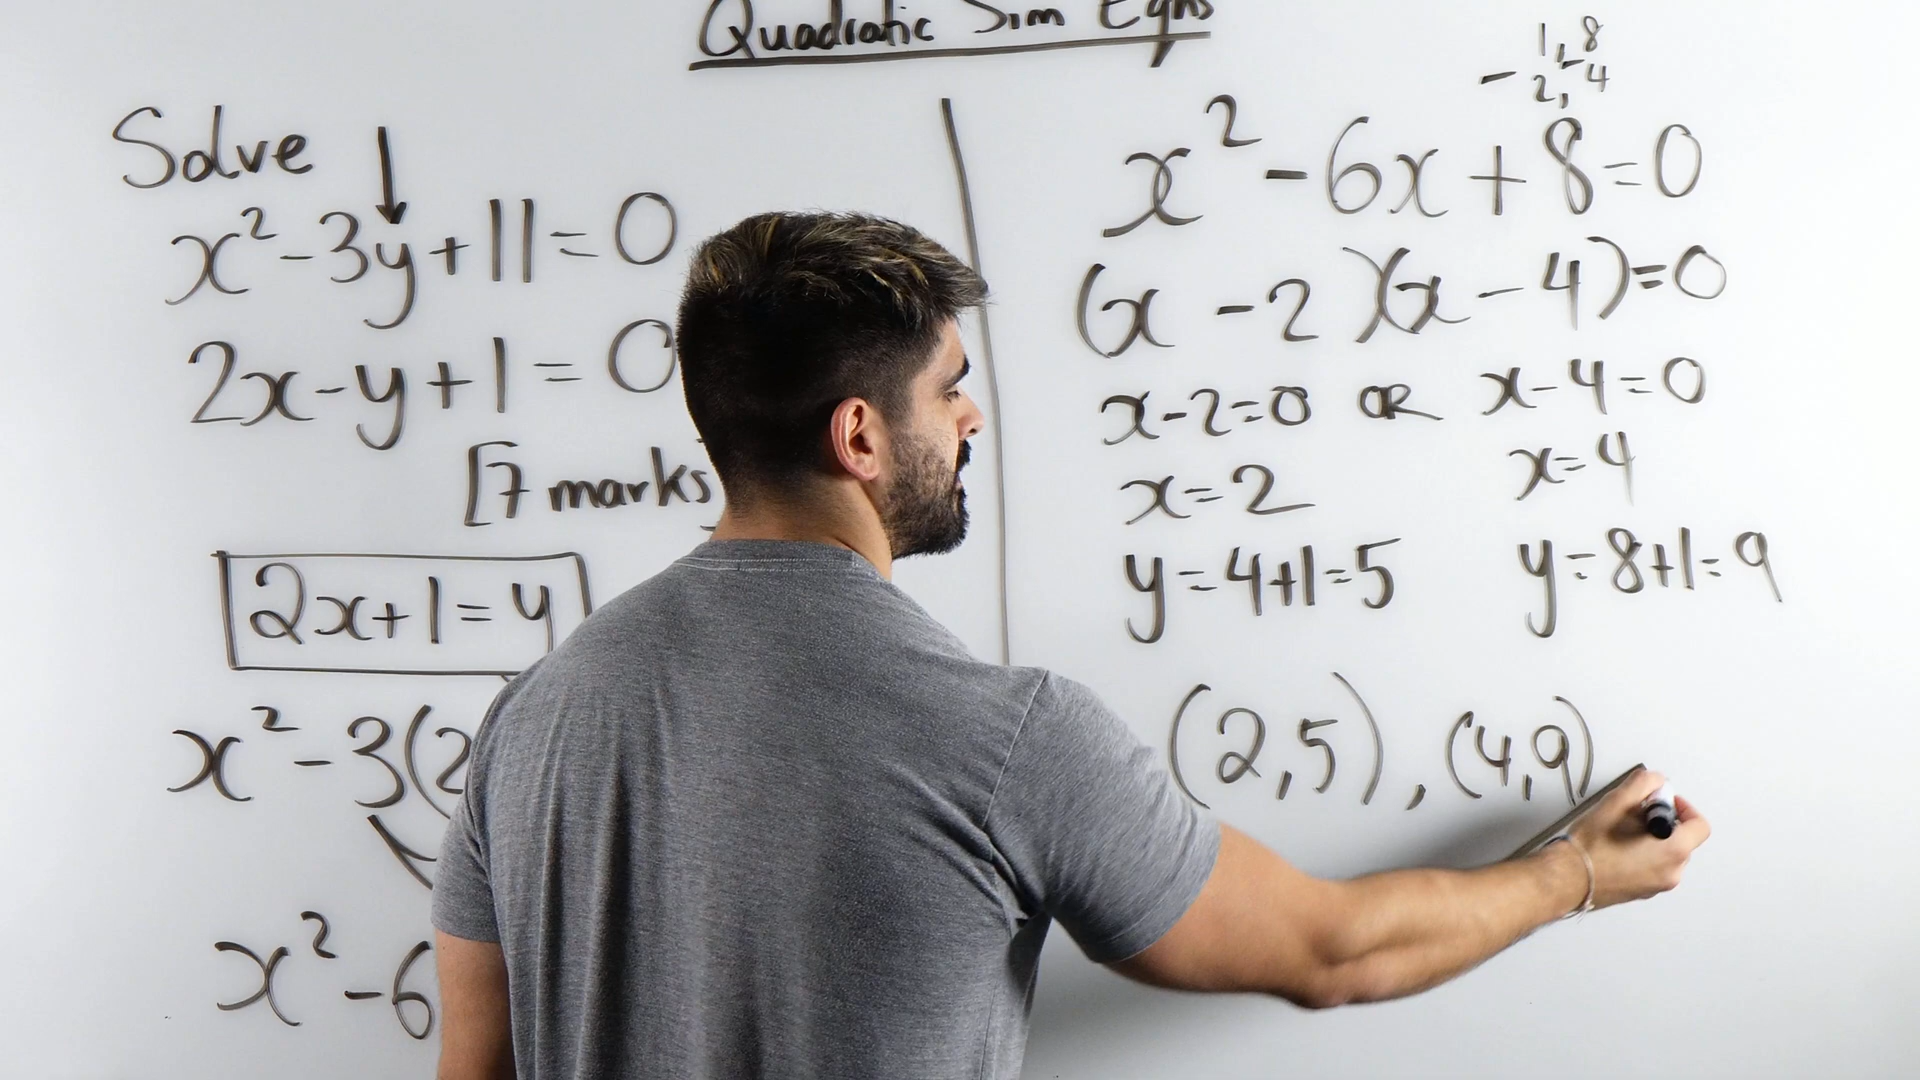 Quadratic Sim Eqns
Solve
x² - 3y + 11 = 0
2x - y + 1 = 0
[7 marks]
2x + 1 = y
x² - 3(2
x² - 6
1, 8
- 2, -4
x² - 6x + 8 = 0
(x - 2)(x - 4) = 0
x - 2 = 0 OR x - 4 = 0
x = 2 x = 4
y = 4 + 1 = 5 y = 8 + 1 = 9
(2, 5), (4, 9)